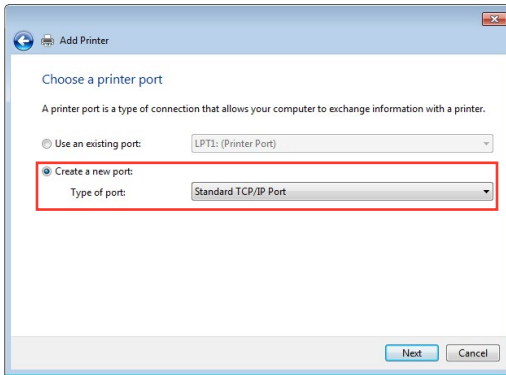 Add Printer
Choose a printer port
A printer port is a type of connection that allows your computer to exchange information with a printer.
Use an existing port: LPT1: (Printer Port)
Create a new port:
Type of port: Standard TCP/IP Port
Next Cancel